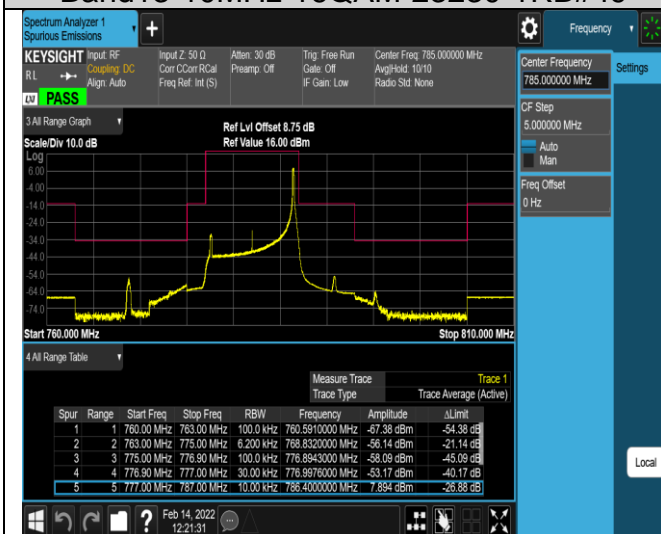 Band13-10MHz-16QAM-23230-1RB#49
Spectrum Analyzer 1
Spurious Emissions
Frequency
KEYSIGHT
R L
Input: RF
Coupling: DC
Align: Auto
Input Z: 50 Ω
Corr CCorr RCal
Freq Ref: Int (S)
Atten: 30 dB
Preamp: Off
Trig: Free Run
Gate: Off
IF Gain: Low
Center Freq: 785.000000 MHz
Avg|Hold: 10/10
Radio Std: None
LXI PASS
Center Frequency
785.000000 MHz
Settings
CF Step
5.000000 MHz
Auto
Man
Freq Offset
0 Hz
3 All Range Graph
Scale/Div 10.0 dB
Ref Lvl Offset 8.75 dB
Ref Value 16.00 dBm
Log
6.00
-4.00
-14.0
-24.0
-34.0
-44.0
-54.0
-64.0
-74.0
Start 760.000 MHz Stop 810.000 MHz
4 All Range Table
Measure Trace Trace 1
Trace Type Trace Average (Active)
Spur Range Start Freq Stop Freq RBW Frequency Amplitude ΔLimit
1 1 760.00 MHz 763.00 MHz 100.0 kHz 760.5910000 MHz -67.38 dBm -54.38 dB
2 2 763.00 MHz 775.00 MHz 6.200 kHz 768.8320000 MHz -56.14 dBm -21.14 dB
3 3 775.00 MHz 776.90 MHz 100.0 kHz 776.8943000 MHz -58.09 dBm -45.09 dB
4 4 776.90 MHz 777.00 MHz 30.00 kHz 776.9976000 MHz -53.17 dBm -40.17 dB
5 5 777.00 MHz 787.00 MHz 10.00 kHz 786.4000000 MHz 7.894 dBm -26.88 dB
Local
?
Feb 14, 2022
12:21:31